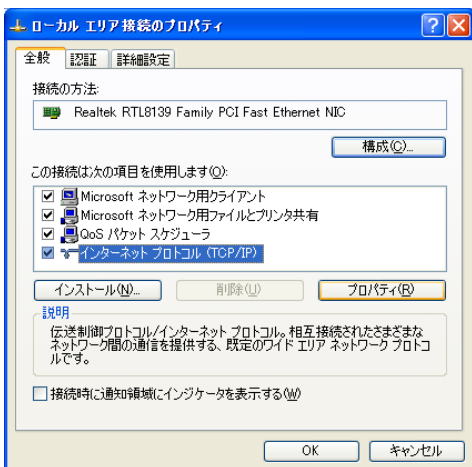 ローカル エリア接続のプロパティ
全般 認証 詳細設定
接続の方法:
Realtek RTL8139 Family PCI Fast Ethernet NIC
構成(C)...
この接続は次の項目を使用します(O):
Microsoft ネットワーク用クライアント
Microsoft ネットワーク用ファイルとプリンタ共有
QoS パケット スケジューラ
インターネット プロトコル (TCP/IP)
インストール(N)... 削除(U) プロパティ(R)
説明
伝送制御プロトコル/インターネット プロトコル。相互接続されたさまざまな
ネットワーク間の通信を提供する、既定のワイド エリア ネットワーク プロトコ
ルです。
接続時に通知領域にインジケータを表示する(W)
OK キャンセル